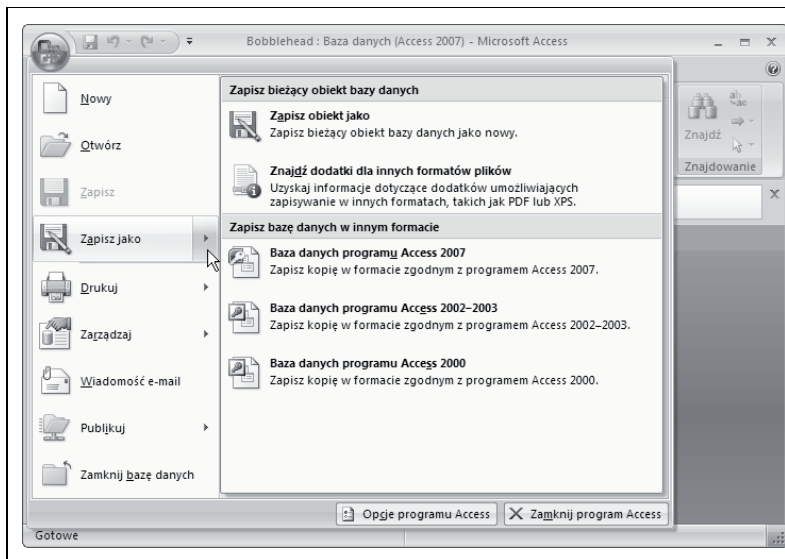 Bobblehead : Baza danych (Access 2007) - Microsoft Access
Nowy
Otwórz
Zapisz
Zapisz jako
Drukuj
Zarządzaj
Wiadomość e-mail
Publikuj
Zamknij bazę danych
Zapisz bieżący obiekt bazy danych
Zapisz obiekt jako
Zapisz bieżący obiekt bazy danych jako nowy.
Znajdź dodatki dla innych formatów plików
Uzyskaj informacje dotyczące dodatków umożliwiających
zapisywanie w innych formatach, takich jak PDF lub XPS.
Zapisz bazę danych w innym formacie
Baza danych programu Access 2007
Zapisz kopię w formacie zgodnym z programem Access 2007.
Baza danych programu Access 2002–2003
Zapisz kopię w formacie zgodnym z programem Access 2002–2003.
Baza danych programu Access 2000
Zapisz kopię w formacie zgodnym z programem Access 2000.
Opcje programu Access
Zamknij program Access
Znajdź
Znajdowanie
Gotowe